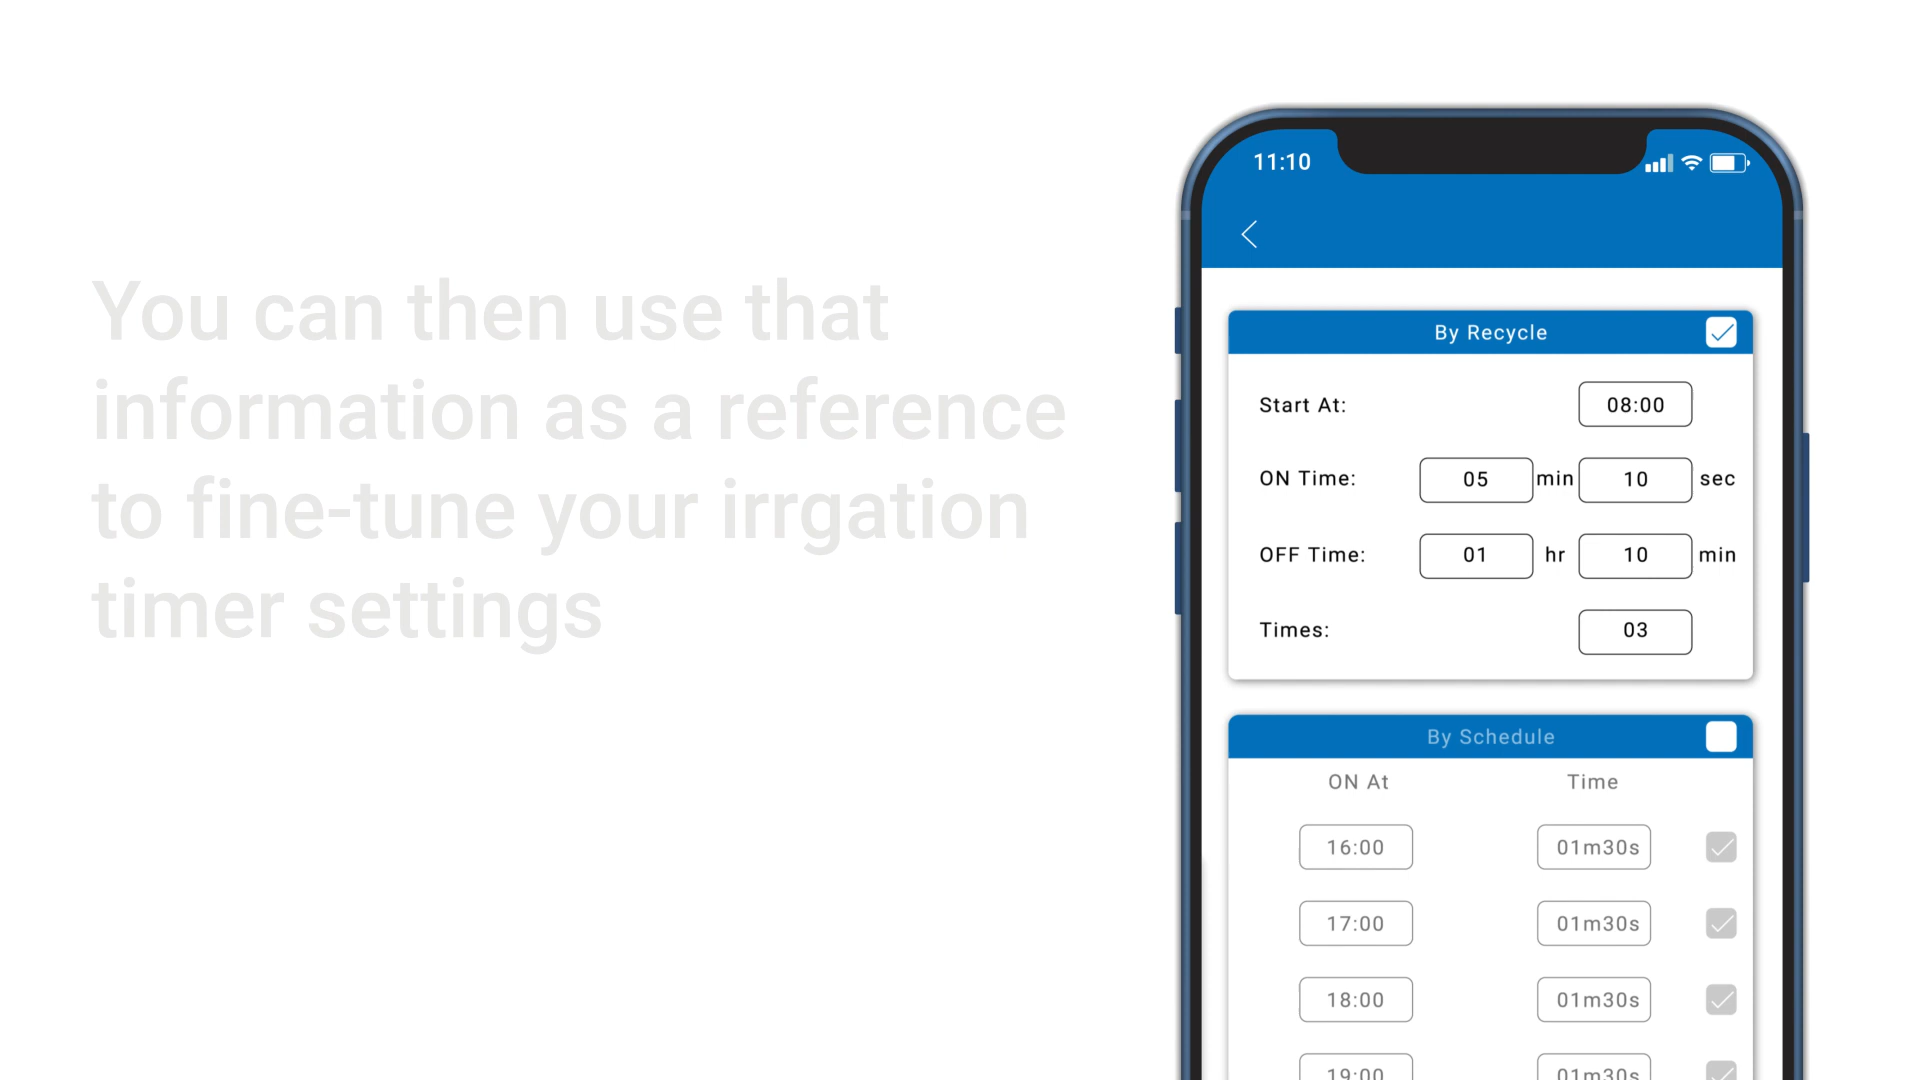 You can then use that
information as a reference
to fine-tune your irrgation
timer settings
11:10
By Recycle
Start At: 08:00
ON Time: 05 min 10 sec
OFF Time: 01 hr 10 min
Times: 03
By Schedule
ON At Time
16:00 01m30s
17:00 01m30s
18:00 01m30s
19:00 01m30s